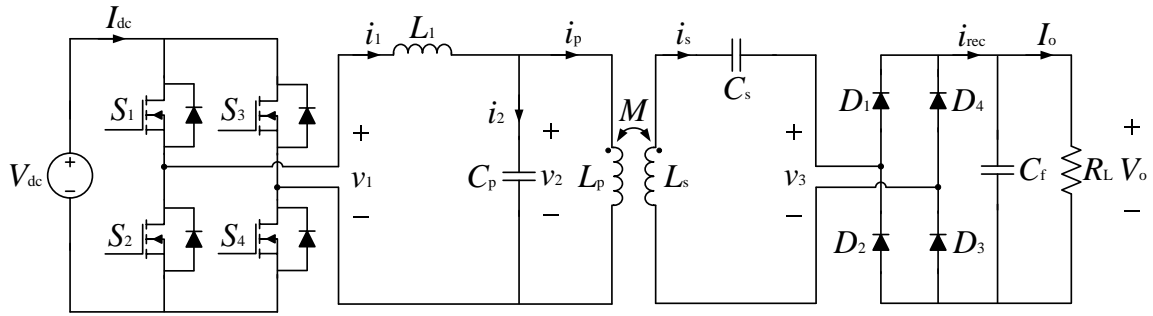 I_dc i_1 L_1 i_p i_s i_rec I_o
S_1 S_3 C_s D_1 D_4
+ i_2 + M + +
V_dc + − v_1 C_p v_2 L_p L_s v_3 C_f R_L V_o
− − − −
S_2 S_4 D_2 D_3